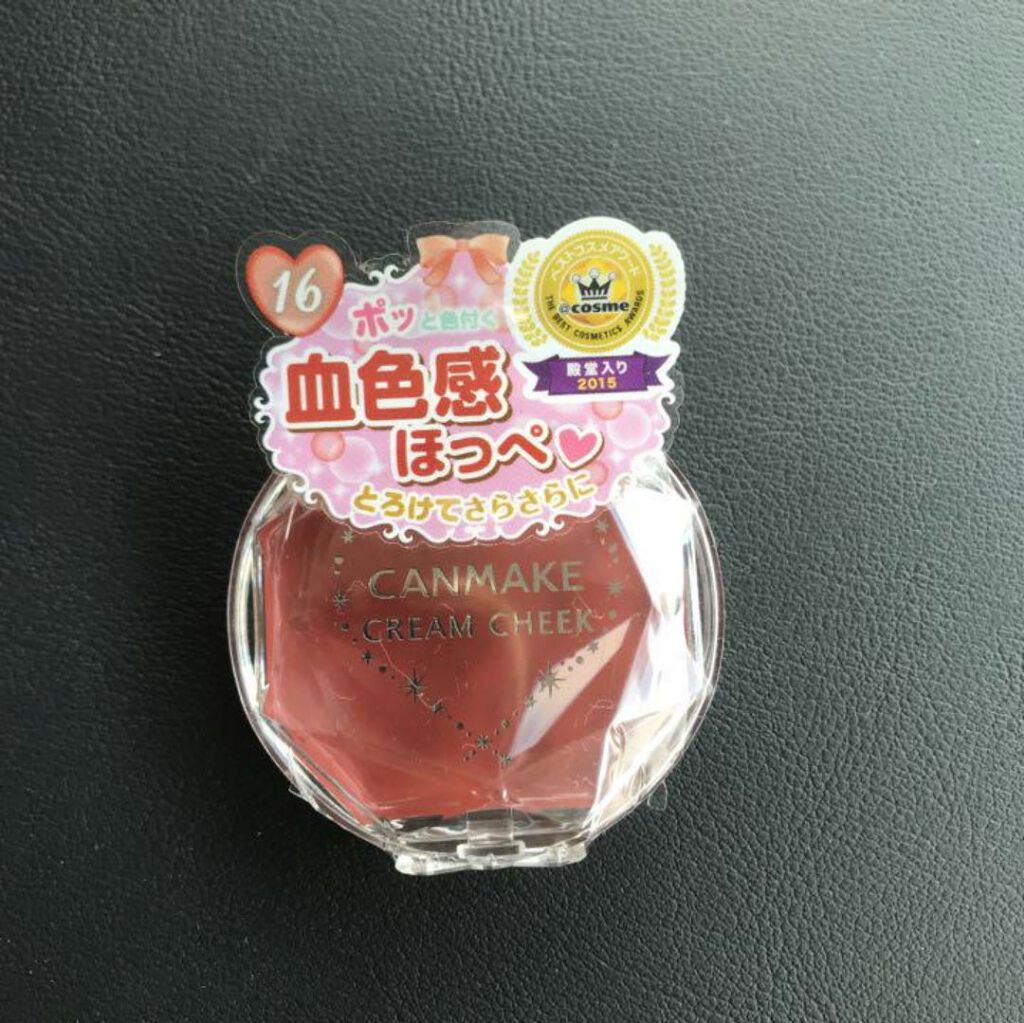 16
ポッと色付く
血色感
ほっぺ
とろけてさらさらに
ベストコスメアワード
@cosme
THE BEST COSMETICS AWARDS
殿堂入り
2015
CANMAKE
CREAM CHEEK